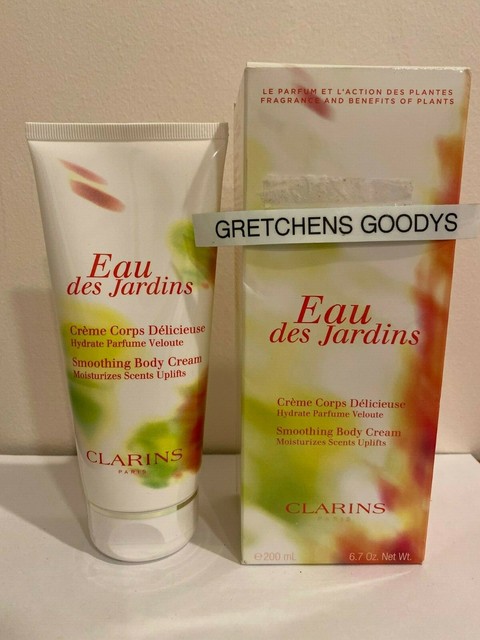 Eau
des Jardins
Crème Corps Délicieuse
Hydrate Parfume Veloute
Smoothing Body Cream
Moisturizes Scents Uplifts
CLARINS
PARIS
LE PARFUM ET L'ACTION DES PLANTES
FRAGRANCE AND BENEFITS OF PLANTS
GRETCHENS GOODYS
Eau
des Jardins
Crème Corps Délicieuse
Hydrate Parfume Veloute
Smoothing Body Cream
Moisturizes Scents Uplifts
CLARINS
PARIS
℮200 mL 6.7 Oz. Net Wt.